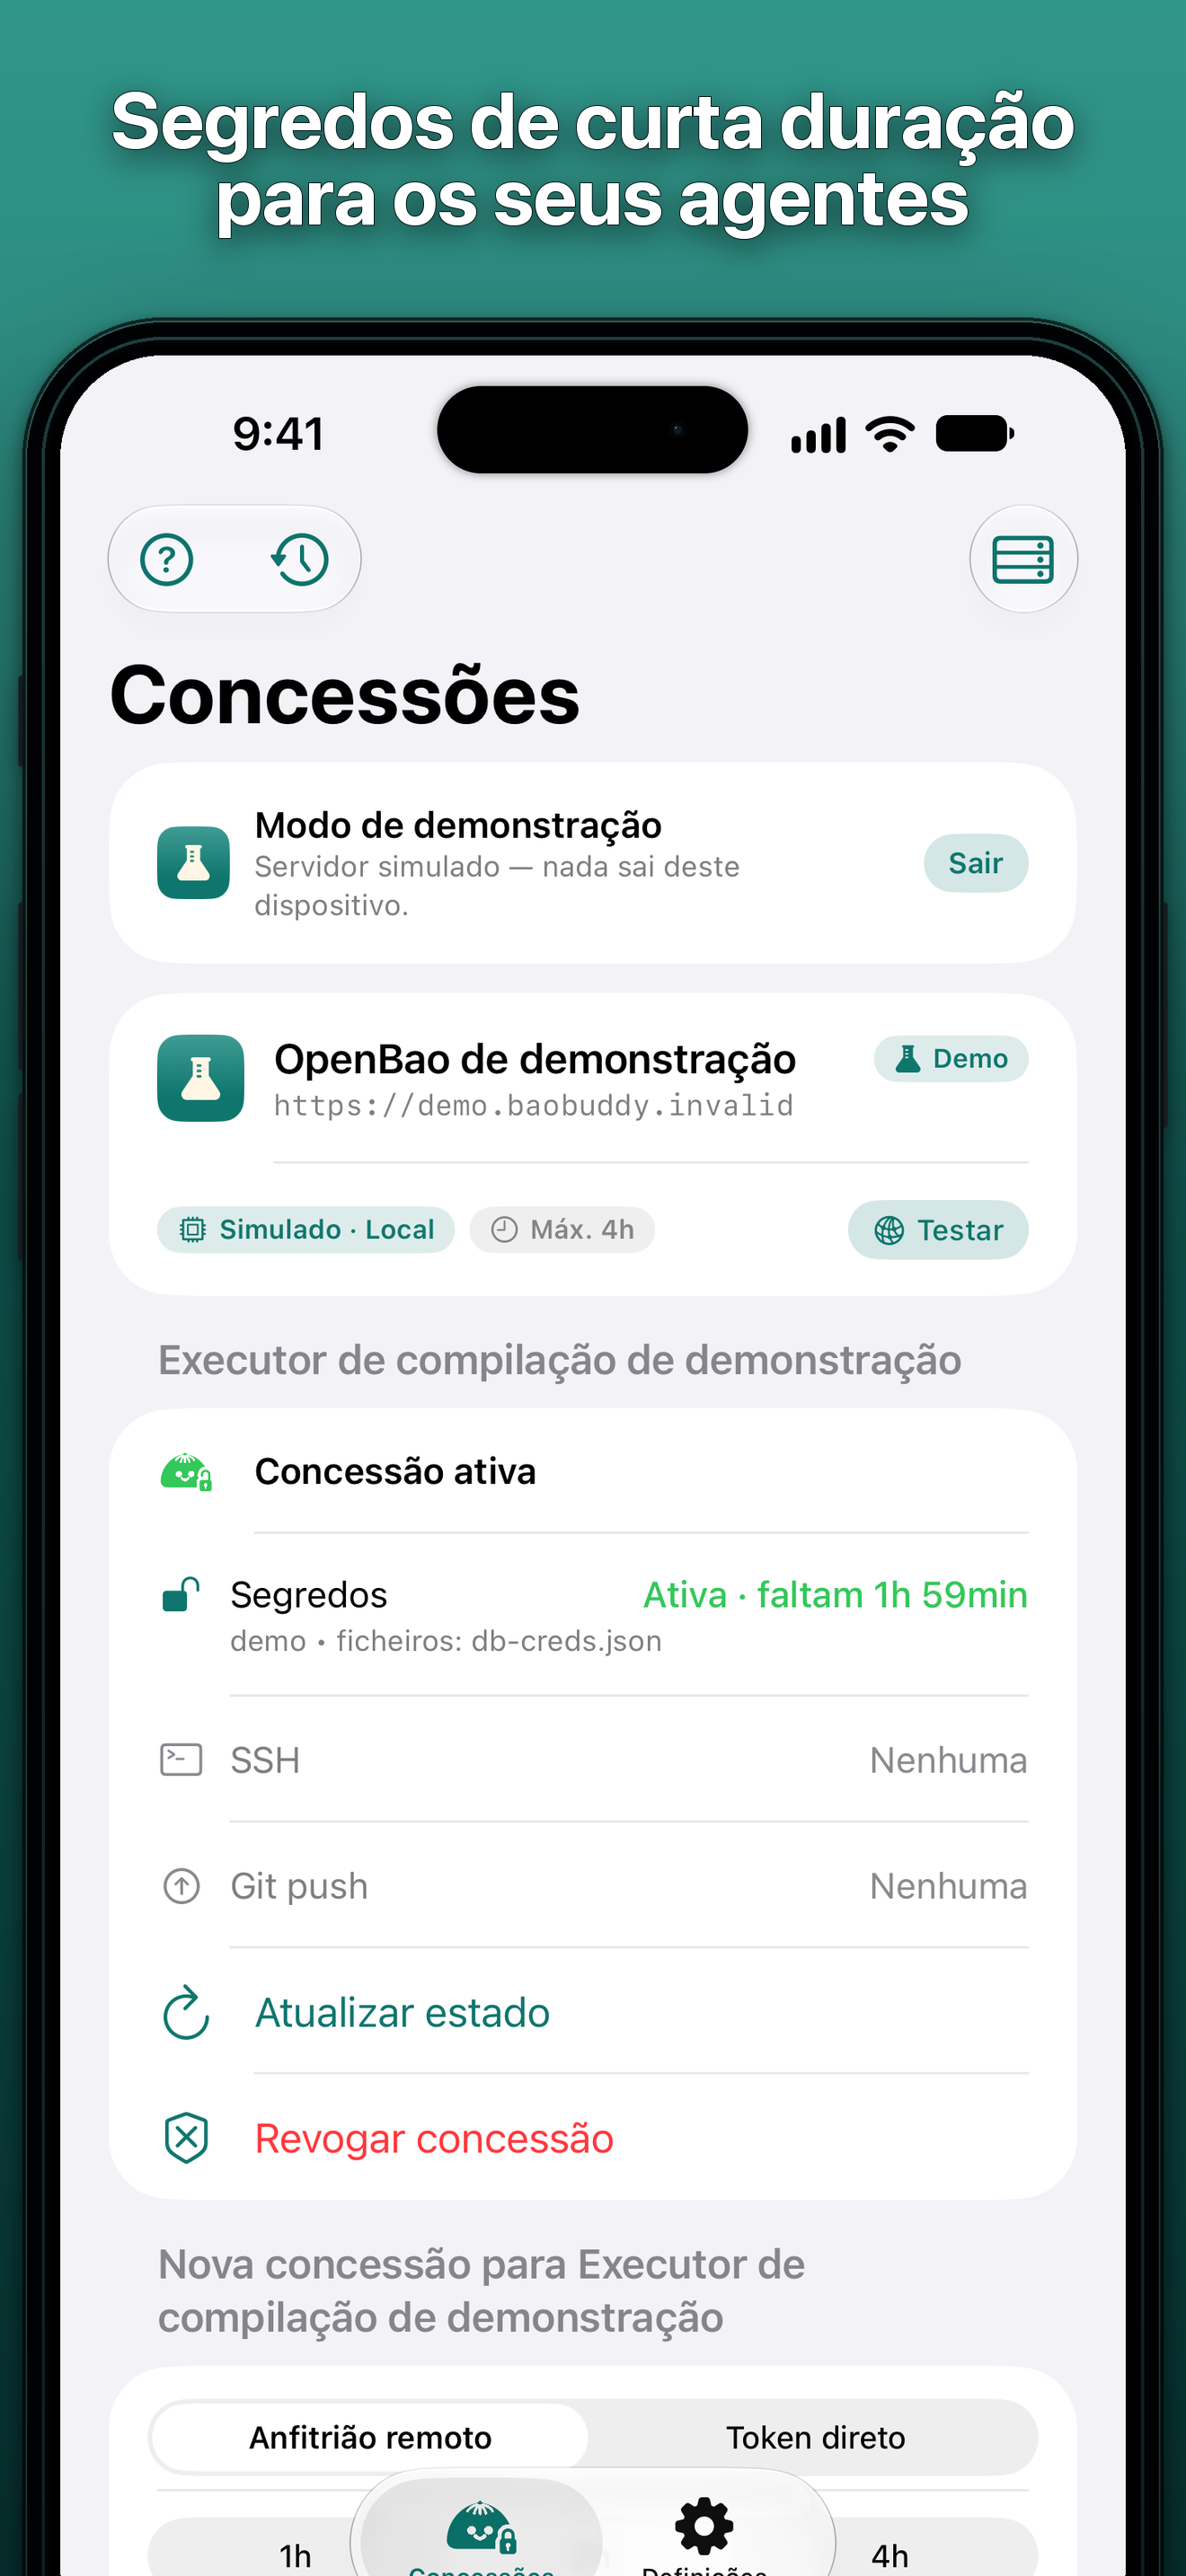 Segredos de curta duração
para os seus agentes
9:41
Concessões
Modo de demonstração
Servidor simulado — nada sai deste
dispositivo.
Sair
OpenBao de demonstração
Demo
https://demo.baobuddy.invalid
Simulado · Local
Máx. 4h
Testar
Executor de compilação de demonstração
Concessão ativa
Segredos
Ativa · faltam 1h 59min
demo • ficheiros: db-creds.json
SSH
Nenhuma
Git push
Nenhuma
Atualizar estado
Revogar concessão
Nova concessão para Executor de
compilação de demonstração
Anfitrião remoto
Token direto
1h
4h
Concessões
Definições